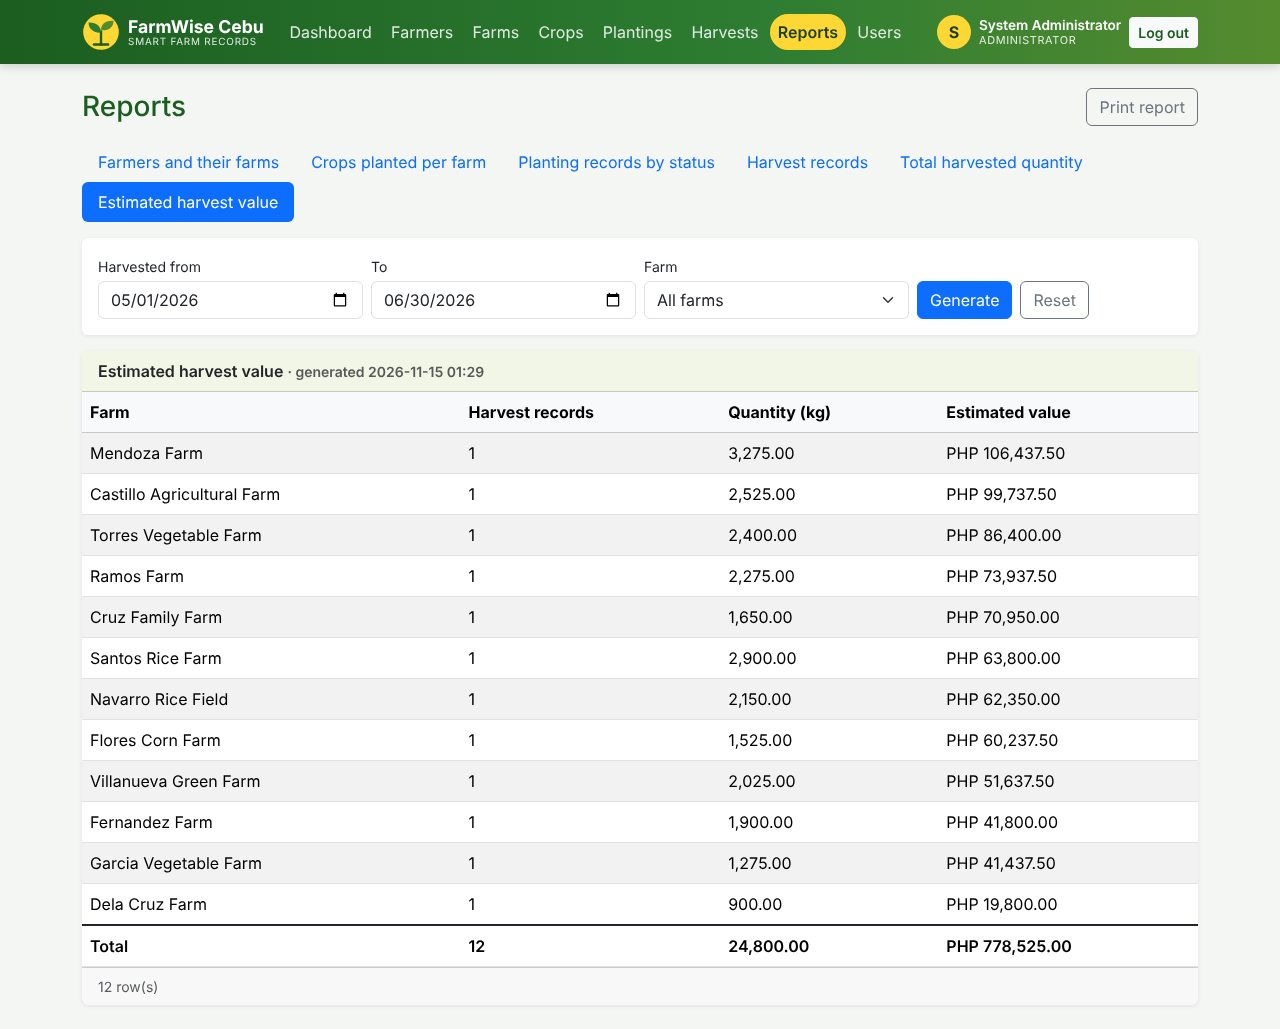 FarmWise Cebu
SMART FARM RECORDS
Dashboard Farmers Farms Crops Plantings Harvests Reports Users
S
System Administrator
ADMINISTRATOR
Log out
Reports
Print report
Farmers and their farms Crops planted per farm Planting records by status Harvest records Total harvested quantity
Estimated harvest value
Harvested from To Farm
05/01/2026 06/30/2026 All farms Generate Reset
Estimated harvest value · generated 2026-11-15 01:29
Farm Harvest records Quantity (kg) Estimated value
Mendoza Farm 1 3,275.00 PHP 106,437.50
Castillo Agricultural Farm 1 2,525.00 PHP 99,737.50
Torres Vegetable Farm 1 2,400.00 PHP 86,400.00
Ramos Farm 1 2,275.00 PHP 73,937.50
Cruz Family Farm 1 1,650.00 PHP 70,950.00
Santos Rice Farm 1 2,900.00 PHP 63,800.00
Navarro Rice Field 1 2,150.00 PHP 62,350.00
Flores Corn Farm 1 1,525.00 PHP 60,237.50
Villanueva Green Farm 1 2,025.00 PHP 51,637.50
Fernandez Farm 1 1,900.00 PHP 41,800.00
Garcia Vegetable Farm 1 1,275.00 PHP 41,437.50
Dela Cruz Farm 1 900.00 PHP 19,800.00
Total 12 24,800.00 PHP 778,525.00
12 row(s)